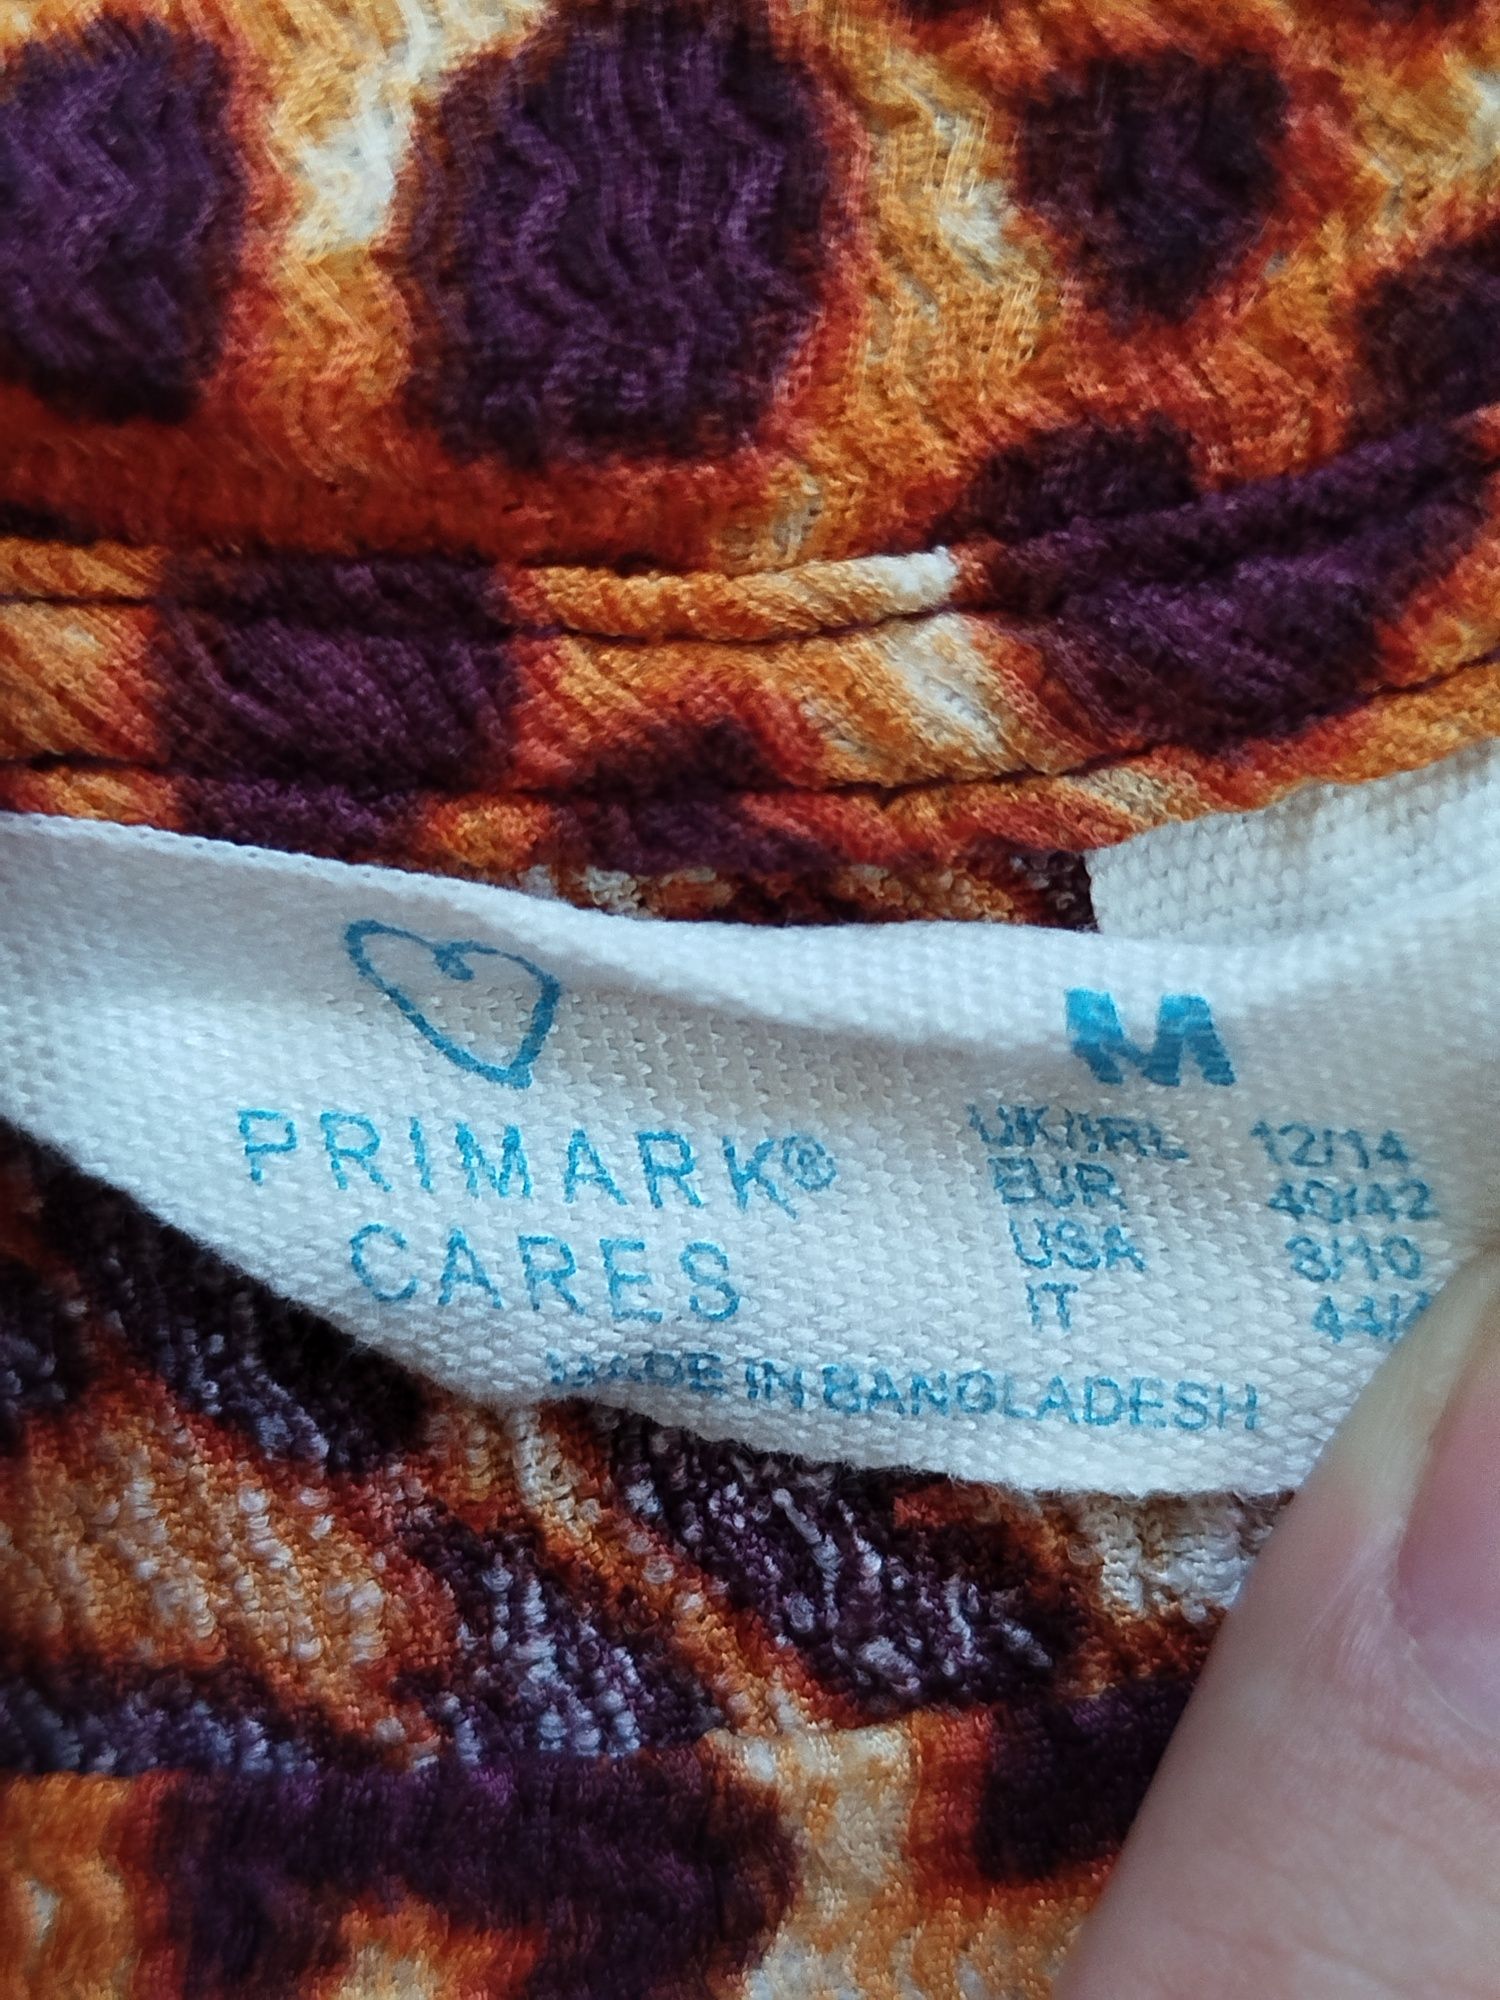 PRIMARK®
CARES
M
UK/IRL 12/14
EUR 40/42
USA 8/10
IT
MADE IN BANGLADESH